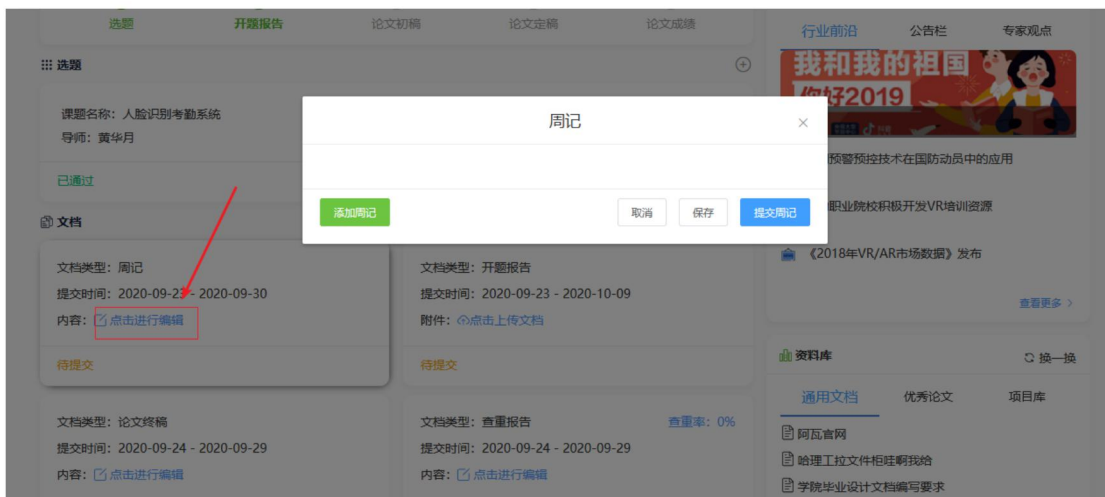 选题 开题报告 论文初稿 论文定稿 论文成绩
选题
课题名称：人脸识别考勤系统
导师：黄华月
已通过
文档
文档类型：周记
提交时间：2020-09-23 - 2020-09-30
内容：点击进行编辑
待提交
文档类型：开题报告
提交时间：2020-09-23 - 2020-10-09
附件：点击上传文档
待提交
文档类型：论文终稿
提交时间：2020-09-24 - 2020-09-29
内容：点击进行编辑
文档类型：查重报告 查重率：0%
提交时间：2020-09-24 - 2020-09-29
内容：点击进行编辑
周记 ×
添加周记 取消 保存 提交周记
行业前沿 公告栏 专家观点
我和我的祖国
你好2019
预警预控技术在国防动员中的应用
职业院校积极开发VR培训资源
《2018年VR/AR市场数据》发布
查看更多 >
资料库 换一换
通用文档 优秀论文 项目库
阿瓦官网
哈理工拉文件柜哇啊我给
学院毕业设计文档编写要求